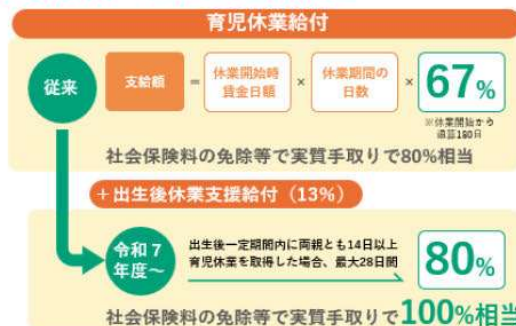 育児休業給付
従来
支給額 = 休業開始時賃金日額 × 休業期間の日数 × 67%
※休業開始から
通算180日
社会保険料の免除等で実質手取りで80%相当
+出生後休業支援給付（13%）
令和7
年度～
出生後一定期間内に両親とも14日以上
育児休業を取得した場合、最大28日間
80%
社会保険料の免除等で実質手取りで100%相当